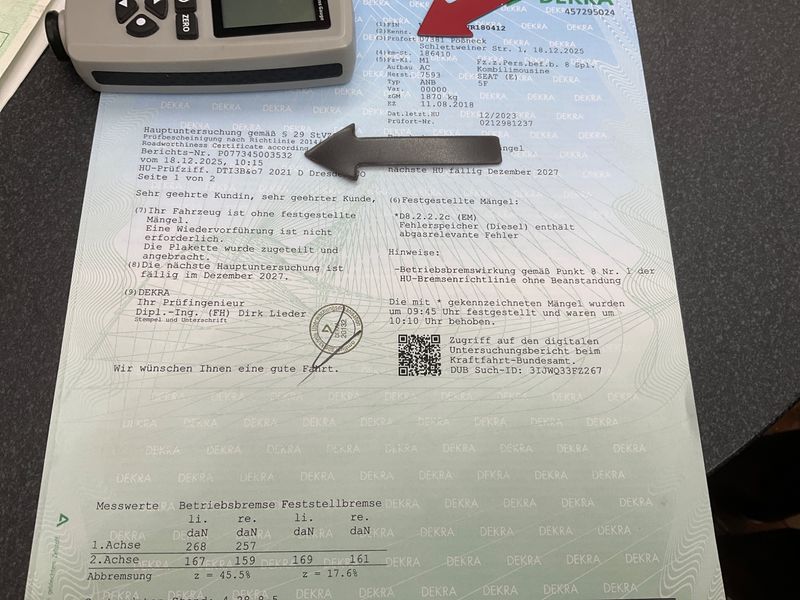 ZERO
DEKRA
457295024
(1)FIN
VR180412
(2)Kennz.
(3)Prüfort D7381 Pößneck
Schlettweiner Str. 1, 18.12.2025
(4)km-St. 186410
(5)Fz-Kl. M1 Fz.z.Pers.bef.b. 8 Spl.
Aufbau AC Kombilimousine
Herst. 7593 SEAT (E)
Typ ANB 5F
Var. 00000
zGM 1870 kg
EZ 11.08.2018
Dat.letzt.HU 12/2023
Prüfort-Nr. 0212981237
Hauptuntersuchung gemäß § 29 StVZ
Prüfbescheinigung nach Richtlinie 2014
Roadworthiness Certificate according
Berichts-Nr. P077345003532
vom 18.12.2025, 10:15
HU-Prüfziff. DTI3B&o7 2021 D Dresd
Seite 1 von 2
nächste HU fällig Dezember 2027
Sehr geehrte Kundin, sehr geehrter Kunde,
(7)Ihr Fahrzeug ist ohne festgestellte
Mängel.
Eine Wiedervorführung ist nicht
erforderlich.
Die Plakette wurde zugeteilt und
angebracht.
(8)Die nächste Hauptuntersuchung ist
fällig im Dezember 2027.
(9)DEKRA
Ihr Prüfingenieur
Dipl.-Ing. (FH) Dirk Lieder
Stempel und Unterschrift
Wir wünschen Ihnen eine gute Fahrt.
(6)Festgestellte Mängel:
*D8.2.2.2c (EM)
Fehlerspeicher (Diesel) enthält
abgasrelevante Fehler
Hinweise:
-Betriebsbremswirkung gemäß Punkt 8 Nr. 1 der
HU-Bremsenrichtlinie ohne Beanstandung
Die mit * gekennzeichneten Mängel wurden
um 09:45 Uhr festgestellt und waren um
10:10 Uhr behoben.
Zugriff auf den digitalen
Untersuchungsbericht beim
Kraftfahrt-Bundesamt.
DUB Such-ID: 3IJWQ33FZ267
Messwerte Betriebsbremse Feststellbremse
li. re. li. re.
daN daN daN daN
1.Achse 268 257
2.Achse 167 159 169 161
Abbremsung z = 45.5% z = 17.6%